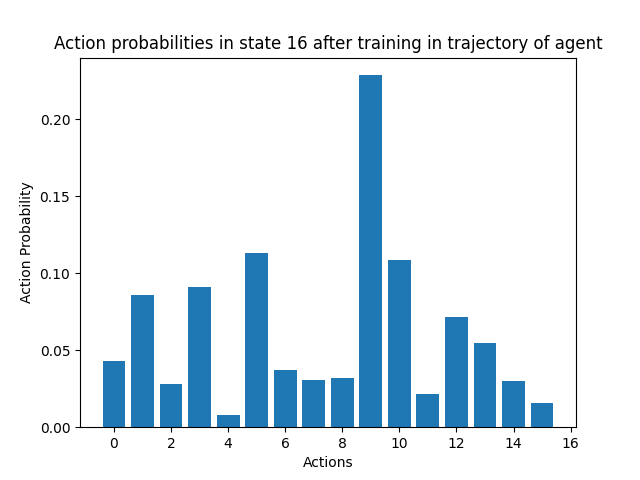 Action probabilities in state 16 after training in trajectory of agent
Action Probability
0.20
0.15
0.10
0.05
0.00
0 2 4 6 8 10 12 14 16
Actions